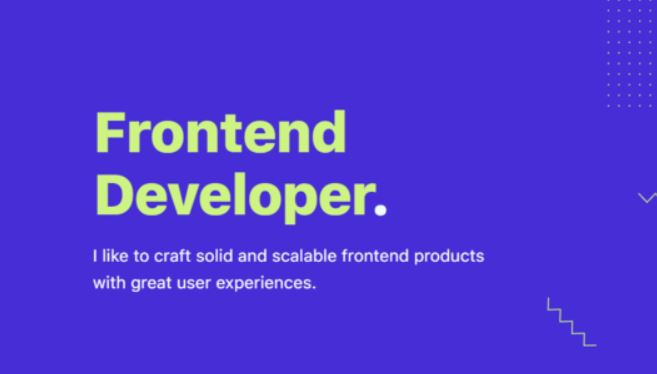 Frontend
Developer.
I like to craft solid and scalable frontend products
with great user experiences.